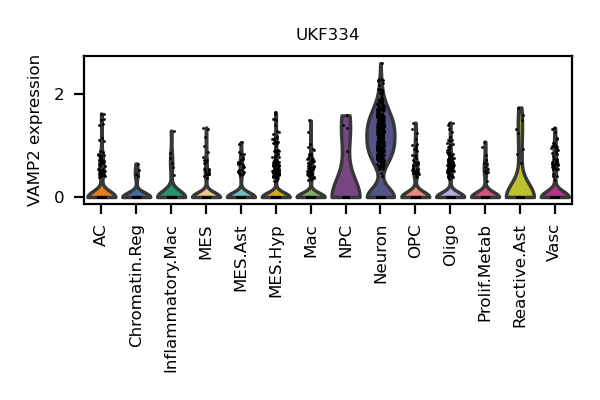 UKF334
VAMP2 expression
2
0
AC
Chromatin.Reg
Inflammatory.Mac
MES
MES.Ast
MES.Hyp
Mac
NPC
Neuron
OPC
Oligo
Prolif.Metab
Reactive.Ast
Vasc